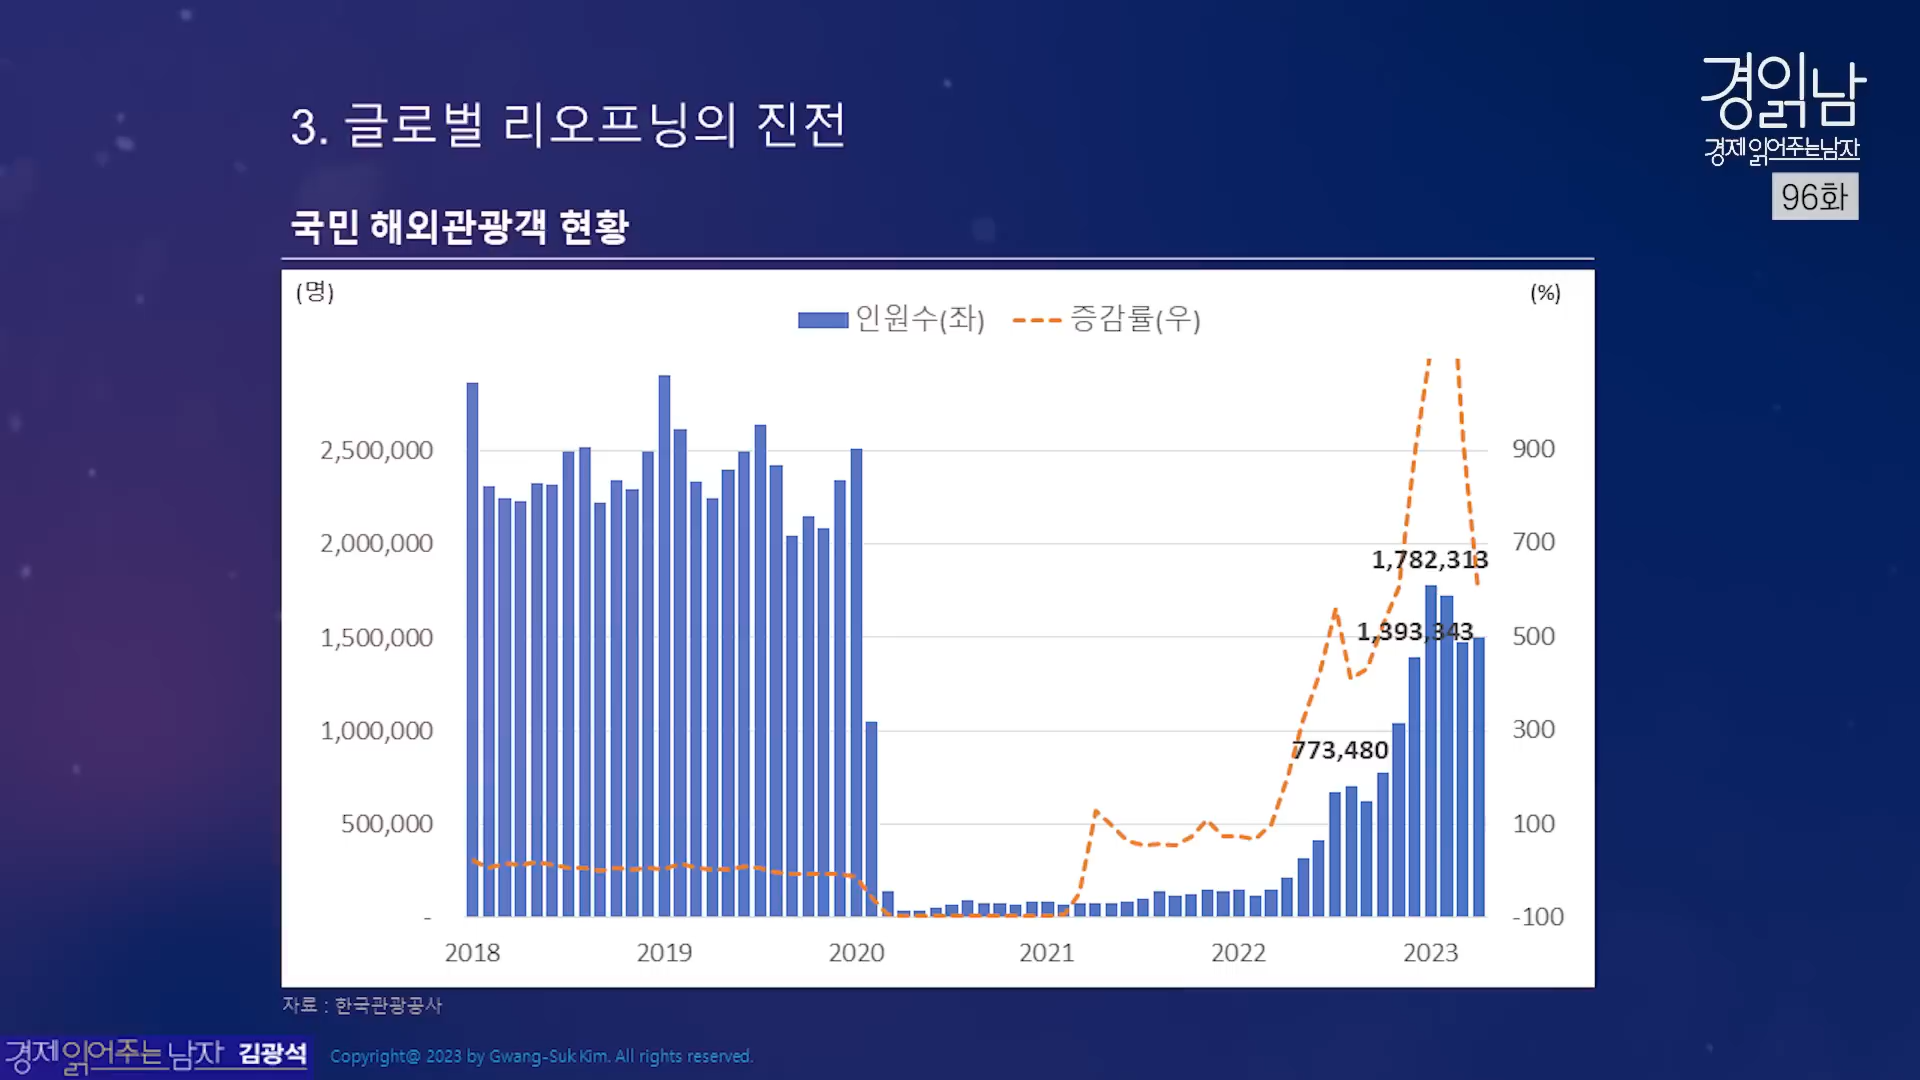 3. 글로벌 리오프닝의 진전
경읽남
경제 읽어주는남자
96화
국민 해외관광객 현황
(명)
(%)
인원수(좌)
증감률(우)
2,500,000
2,000,000
1,500,000
1,000,000
500,000
-
900
700
500
300
100
-100
1,782,313
1,393,343
773,480
2018 2019 2020 2021 2022 2023
자료 : 한국관광공사
경제 읽어주는 남자 김광석
Copyright@ 2023 by Gwang-Suk Kim. All rights reserved.